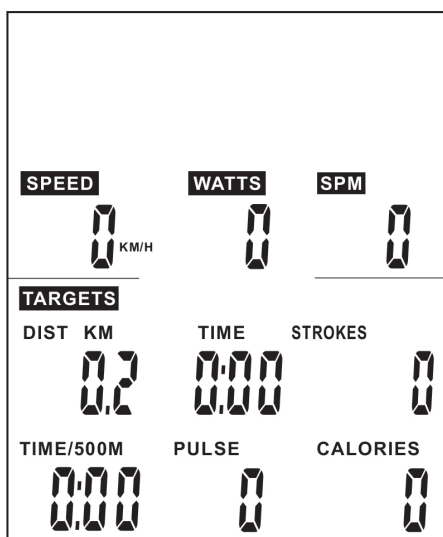 SPEED WATTS SPM
0 KM/H 0 0
TARGETS
DIST KM TIME STROKES
0.2 0:00 0
TIME/500M PULSE CALORIES
0:00 0 0